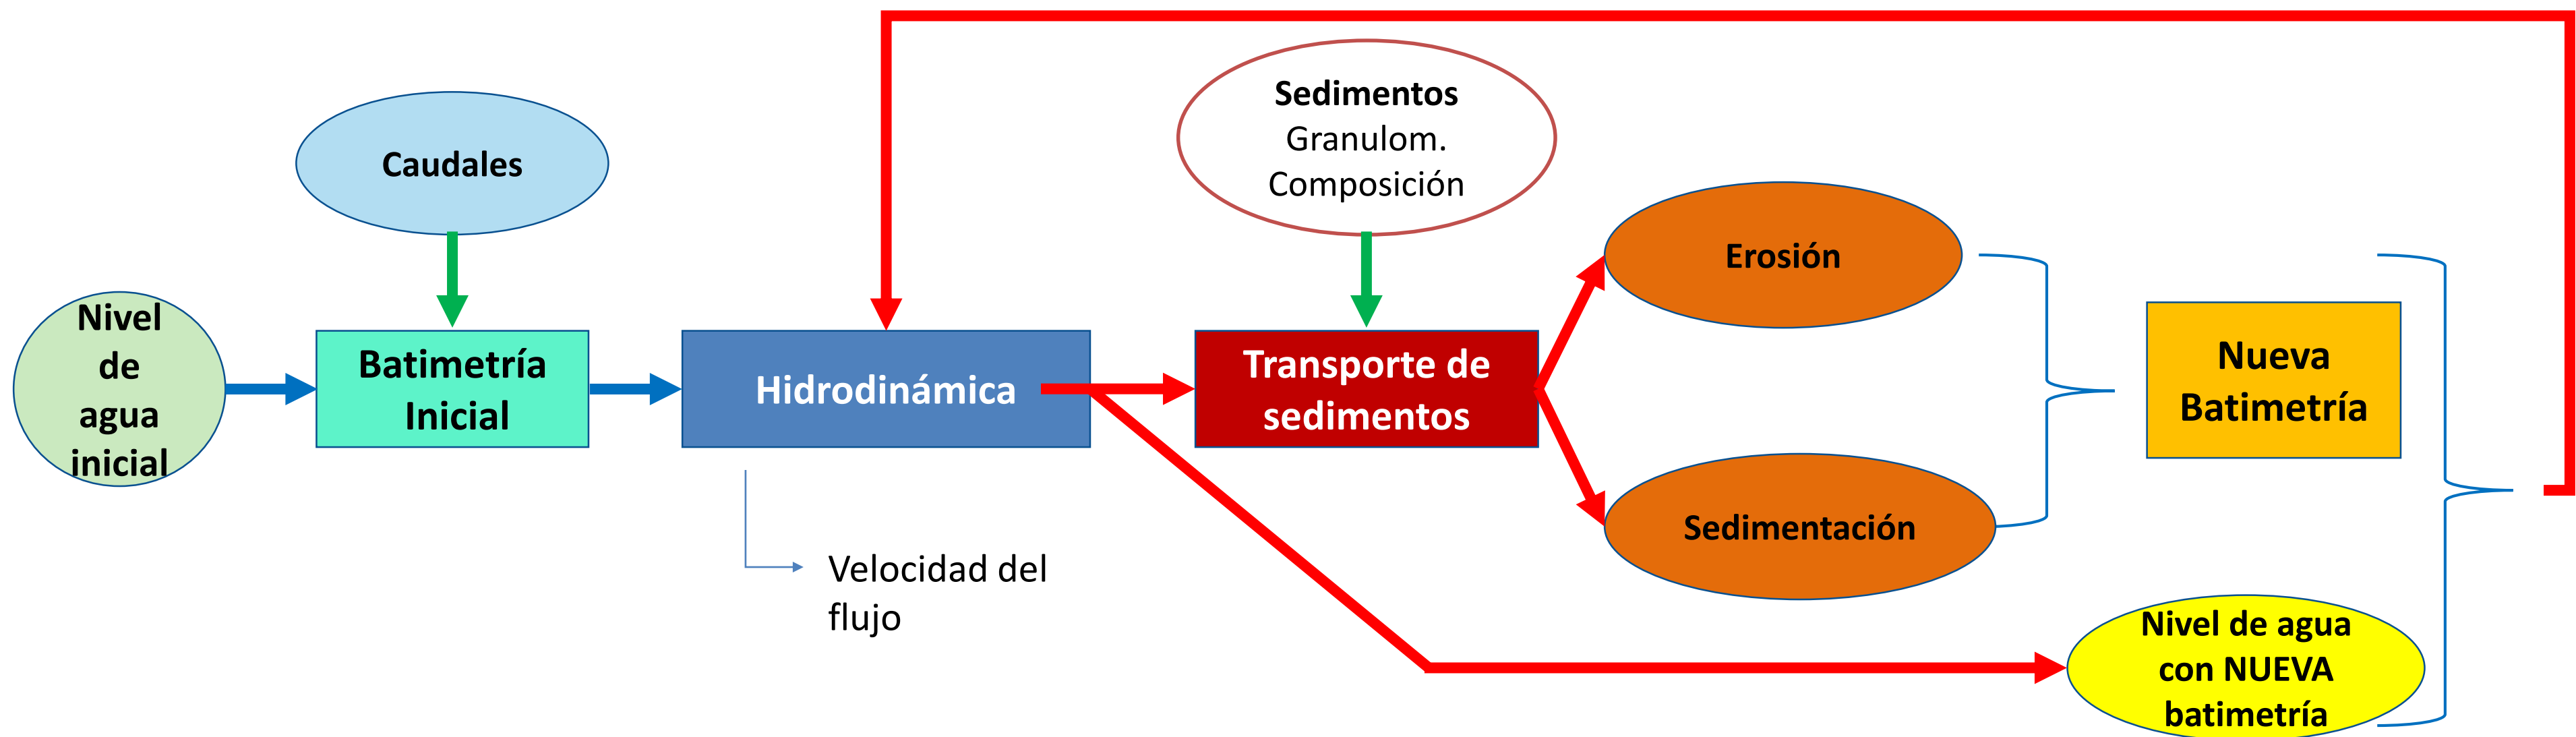 Caudales
Sedimentos
Granulom.
Composición
Nivel
de
agua
inicial
Batimetría
Inicial
Hidrodinámica
Velocidad del
flujo
Transporte de
sedimentos
Erosión
Sedimentación
Nueva
Batimetría
Nivel de agua
con NUEVA
batimetría